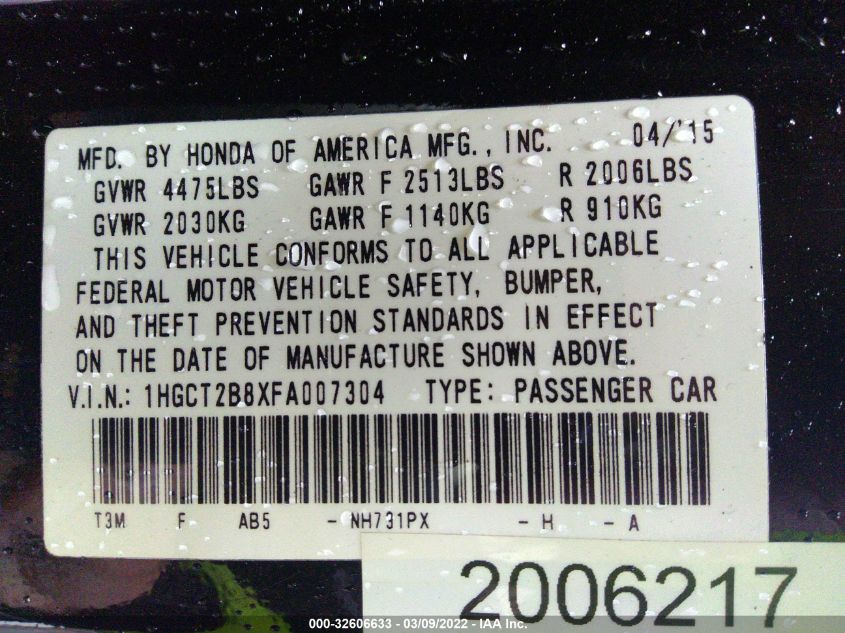 MFD. BY HONDA OF AMERICA MFG., INC. 04/'15
GVWR 4475LBS GAWR F 2513LBS R 2006LBS
GVWR 2030KG GAWR F 1140KG R 910KG
THIS VEHICLE CONFORMS TO ALL APPLICABLE
FEDERAL MOTOR VEHICLE SAFETY, BUMPER,
AND THEFT PREVENTION STANDARDS IN EFFECT
ON THE DATE OF MANUFACTURE SHOWN ABOVE.
V.I.N.: 1HGCT2B8XFA007304 TYPE: PASSENGER CAR
T3M F AB5 - NH731PX - H - A
2006217
000-32606633 - 03/09/2022 - IAA Inc.